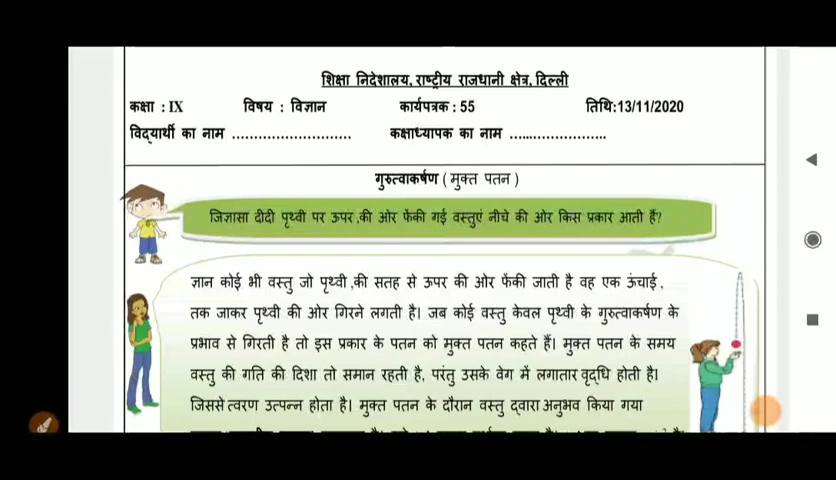 शिक्षा निदेशालय, राष्ट्रीय राजधानी क्षेत्र, दिल्ली
कक्षा : IX विषय : विज्ञान कार्यपत्रक : 55 तिथि:13/11/2020
विद्यार्थी का नाम ........................... कक्षाध्यापक का नाम ......................
गुरुत्वाकर्षण ( मुक्त पतन )
जिज्ञासा दीदी पृथ्वी पर ऊपर ,की ओर फेंकी गई वस्तुएं नीचे की ओर किस प्रकार आती हैं?
ज्ञान कोई भी वस्तु जो पृथ्वी ,की सतह से ऊपर की ओर फेंकी जाती है वह एक ऊंचाई ,
तक जाकर पृथ्वी की ओर गिरने लगती है। जब कोई वस्तु केवल पृथ्वी के गुरुत्वाकर्षण के
प्रभाव से गिरती है तो इस प्रकार के पतन को मुक्त पतन कहते हैं। मुक्त पतन के समय
वस्तु की गति की दिशा तो समान रहती है, परंतु उसके वेग में लगातार वृद्धि होती है।
जिससे त्वरण उत्पन्न होता है। मुक्त पतन के दौरान वस्तु द्वारा अनुभव किया गया